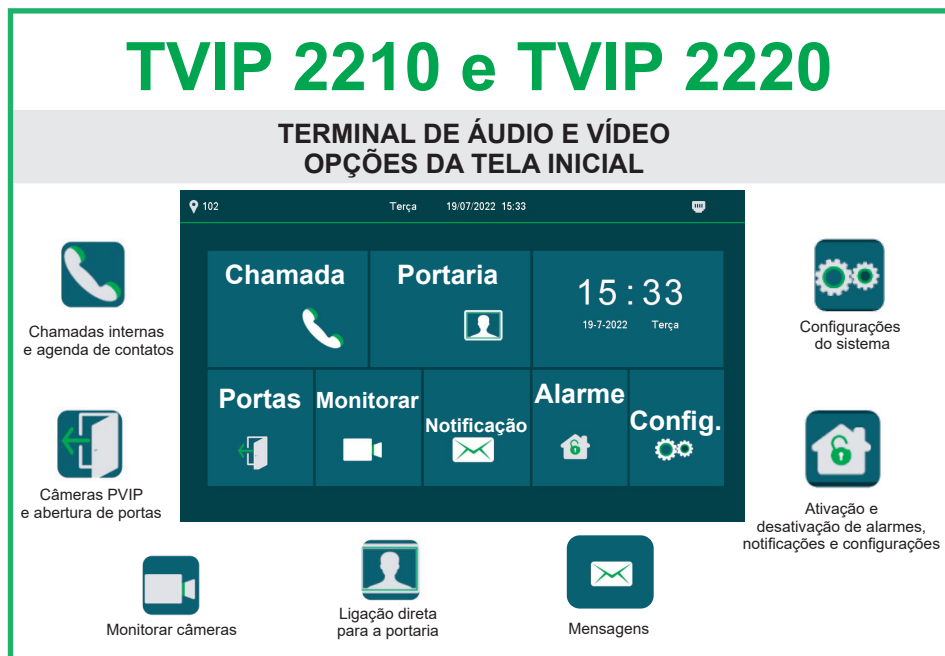 TVIP 2210 e TVIP 2220
TERMINAL DE ÁUDIO E VÍDEO
OPÇÕES DA TELA INICIAL
102
Terça
19/07/2022 15:33
Chamada
Portaria
15:33
19-7-2022 Terça
Portas
Monitorar
Notificação
Alarme
Config.
Chamadas internas
e agenda de contatos
Câmeras PVIP
e abertura de portas
Monitorar câmeras
Ligação direta
para a portaria
Mensagens
Configurações
do sistema
Ativação e
desativação de alarmes,
notificações e configurações